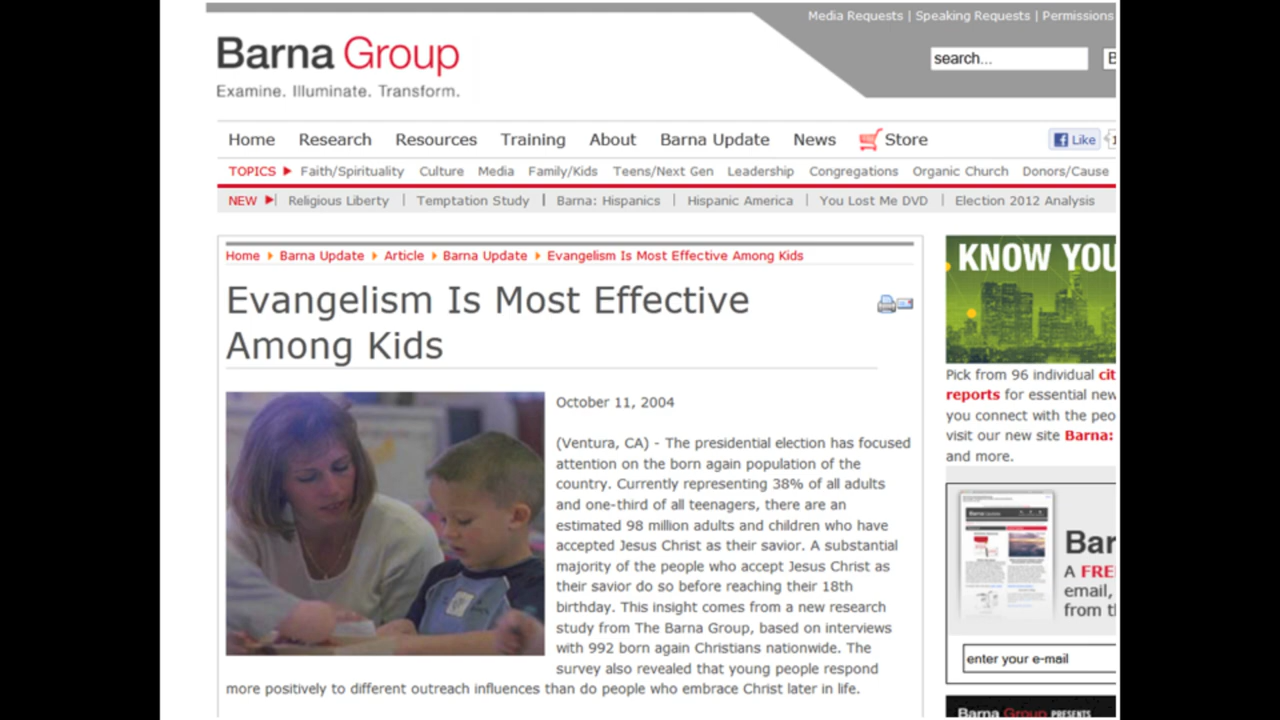 Media Requests | Speaking Requests | Permissions
Barna Group
search...
Examine. Illuminate. Transform.
Home Research Resources Training About Barna Update News Store Like
TOPICS Faith/Spirituality Culture Media Family/Kids Teens/Next Gen Leadership Congregations Organic Church Donors/Cause
NEW Religious Liberty | Temptation Study | Barna: Hispanics | Hispanic America | You Lost Me DVD | Election 2012 Analysis
Home Barna Update Article Barna Update Evangelism Is Most Effective Among Kids
Evangelism Is Most Effective
Among Kids
October 11, 2004
(Ventura, CA) - The presidential election has focused
attention on the born again population of the
country. Currently representing 38% of all adults
and one-third of all teenagers, there are an
estimated 98 million adults and children who have
accepted Jesus Christ as their savior. A substantial
majority of the people who accept Jesus Christ as
their savior do so before reaching their 18th
birthday. This insight comes from a new research
study from The Barna Group, based on interviews
with 992 born again Christians nationwide. The
survey also revealed that young people respond
more positively to different outreach influences than do people who embrace Christ later in life.
KNOW YOU
Pick from 96 individual cit
reports for essential new
you connect with the peo
visit our new site Barna:
and more.
Bar
A FRE
email,
from t
enter your e-mail
Barna Group PRESENTS